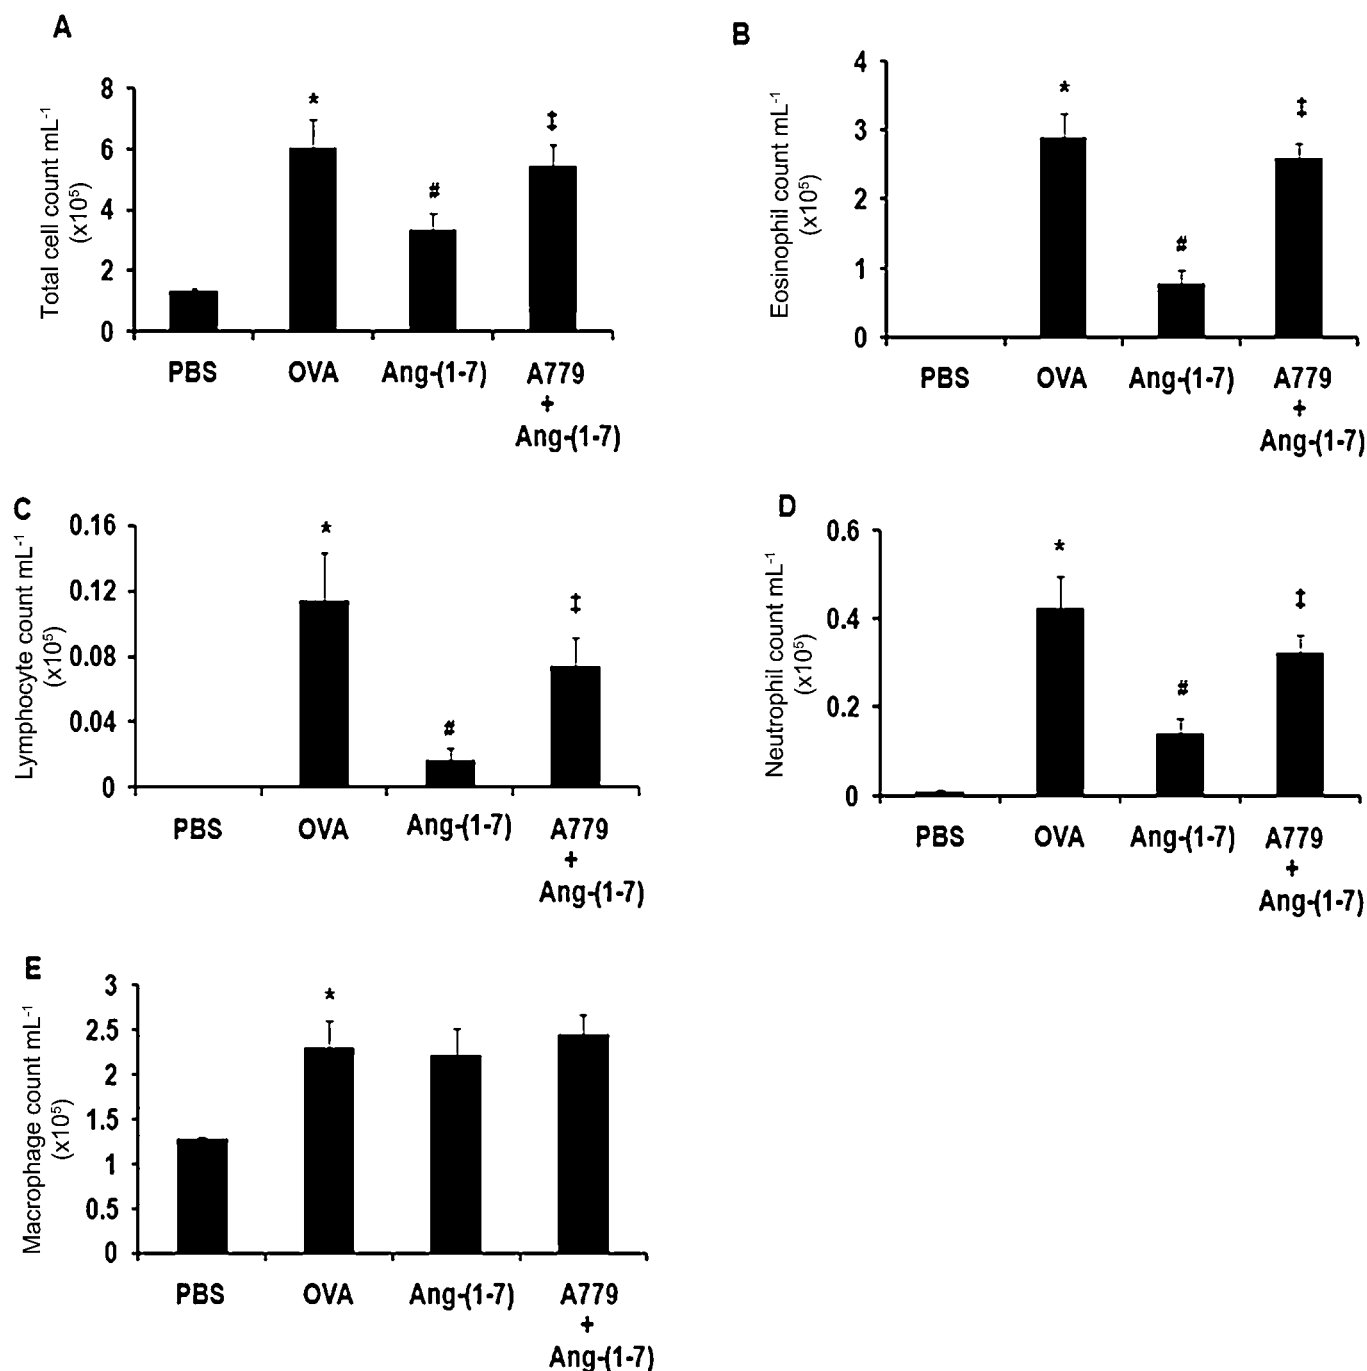 A
Total cell count mL⁻¹
(x10⁵)
8
6
4
2
0
*
#
‡
PBS OVA Ang-(1-7) A779
+
Ang-(1-7)
B
Eosinophil count mL⁻¹
(x10⁵)
4
3
2
1
0
*
#
‡
PBS OVA Ang-(1-7) A779
+
Ang-(1-7)
C
Lymphocyte count mL⁻¹
(x10⁵)
0.16
0.12
0.08
0.04
0
*
#
‡
PBS OVA Ang-(1-7) A779
+
Ang-(1-7)
D
Neutrophil count mL⁻¹
(x10⁵)
0.6
0.4
0.2
0
*
#
‡
PBS OVA Ang-(1-7) A779
+
Ang-(1-7)
E
Macrophage count mL⁻¹
(x10⁵)
3
2.5
2
1.5
1
0.5
0
*
PBS OVA Ang-(1-7) A779
+
Ang-(1-7)